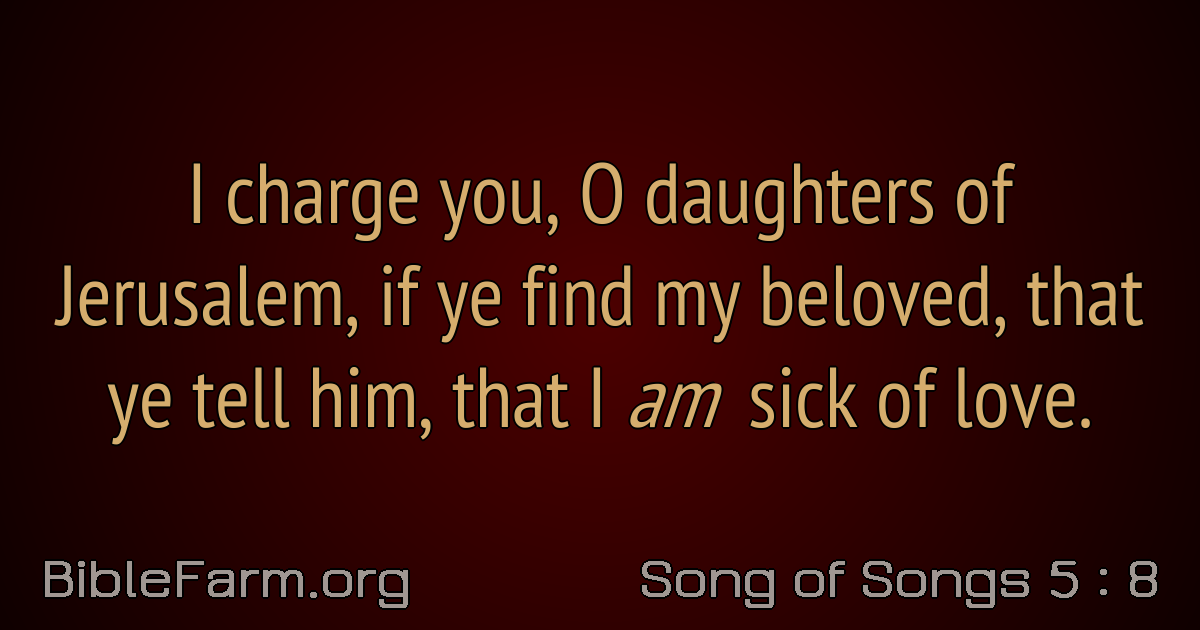 I charge you, O daughters of
Jerusalem, if ye find my beloved, that
ye tell him, that I am sick of love.
BibleFarm.org
Song of Songs 5 : 8